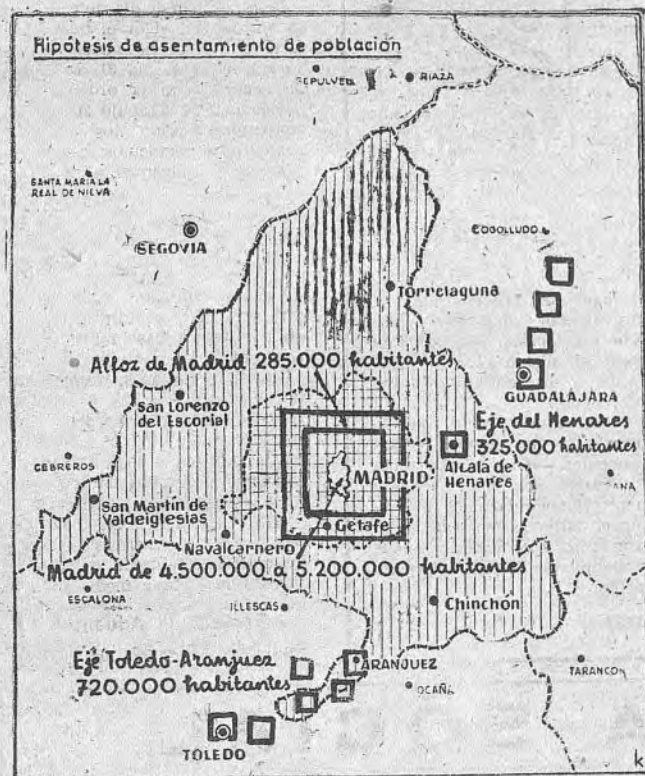 Hipótesis de asentamiento de población
SEPULVEDA
RIAZA
SANTA MARIA LA
REAL DE NIEVA
SEGOVIA
COGOLLUDO
Torrelaguna
Alfoz de Madrid 285.000 habitantes
San Lorenzo
del Escorial
GUADALAJARA
Eje del Henares
325.000 habitantes
CEBREROS
MADRID
Alcalá de
Henares
San Martín de
Valdeiglesias
Getafe
Navalcarnero
Madrid de 4.500.000 a 5.200.000 habitantes
ESCALONA
ILLESCAS
Chinchón
Eje Toledo-Aranjuez
720.000 habitantes
ARANJUEZ
OCAÑA
TARANCON
TOLEDO
k